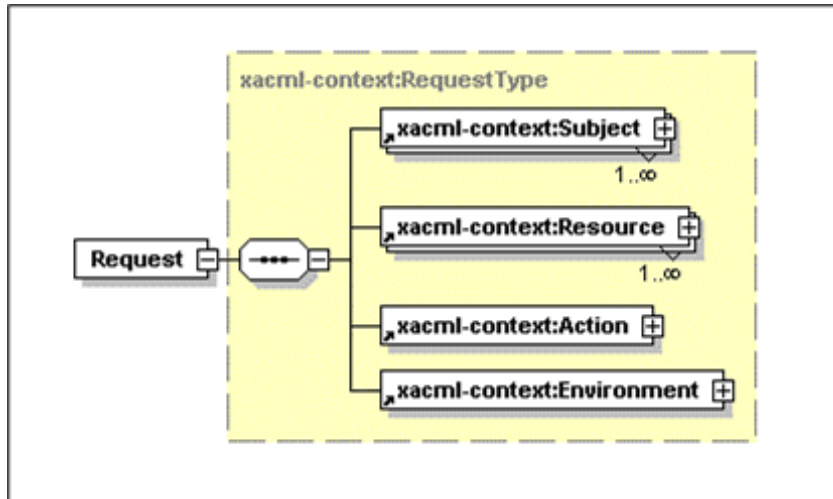 xacml-context:RequestType
xacml-context:Subject
1..∞
xacml-context:Resource
1..∞
Request
xacml-context:Action
xacml-context:Environment